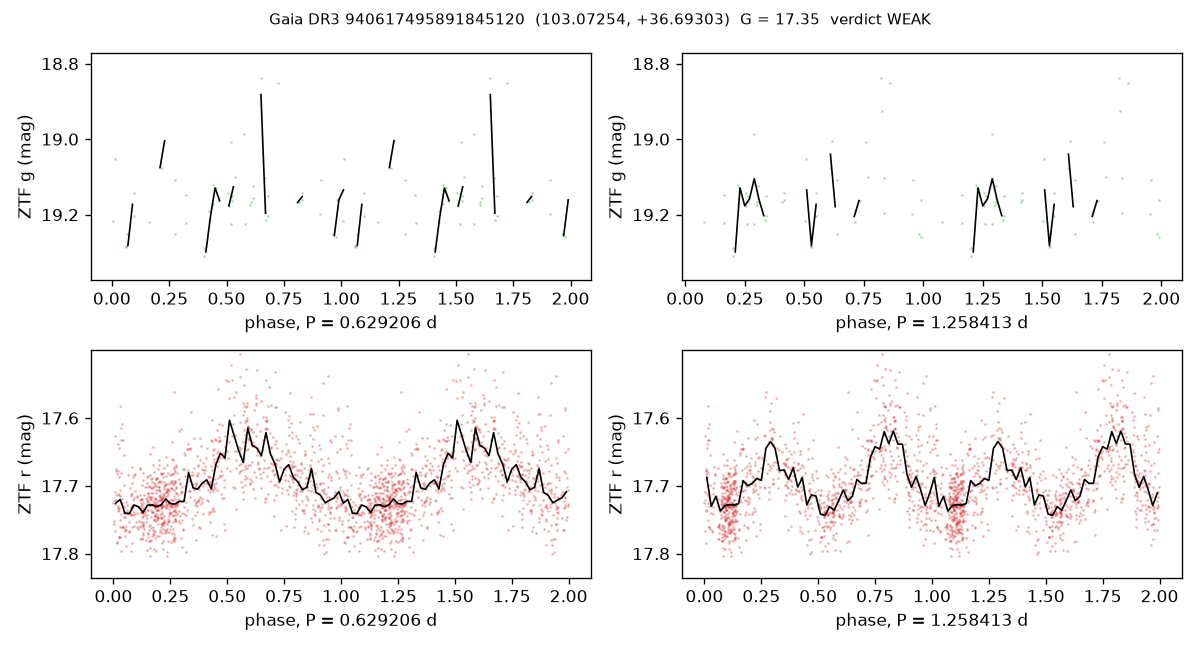 Gaia DR3 940617495891845120 (103.07254, +36.69303) G = 17.35 verdict WEAK
18.8
19.0
19.2
ZTF g (mag)
0.00 0.25 0.50 0.75 1.00 1.25 1.50 1.75 2.00
phase, P = 0.629206 d
18.8
19.0
19.2
ZTF g (mag)
0.00 0.25 0.50 0.75 1.00 1.25 1.50 1.75 2.00
phase, P = 1.258413 d
17.6
17.7
17.8
ZTF r (mag)
0.00 0.25 0.50 0.75 1.00 1.25 1.50 1.75 2.00
phase, P = 0.629206 d
17.6
17.7
17.8
ZTF r (mag)
0.00 0.25 0.50 0.75 1.00 1.25 1.50 1.75 2.00
phase, P = 1.258413 d